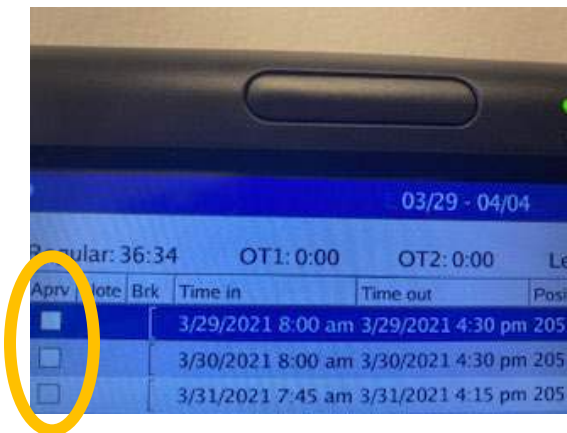 03/29 - 04/04
Regular: 36:34 OT1: 0:00 OT2: 0:00
Aprv Note Brk Time in Time out
3/29/2021 8:00 am 3/29/2021 4:30 pm 205
3/30/2021 8:00 am 3/30/2021 4:30 pm 205
3/31/2021 7:45 am 3/31/2021 4:15 pm 205